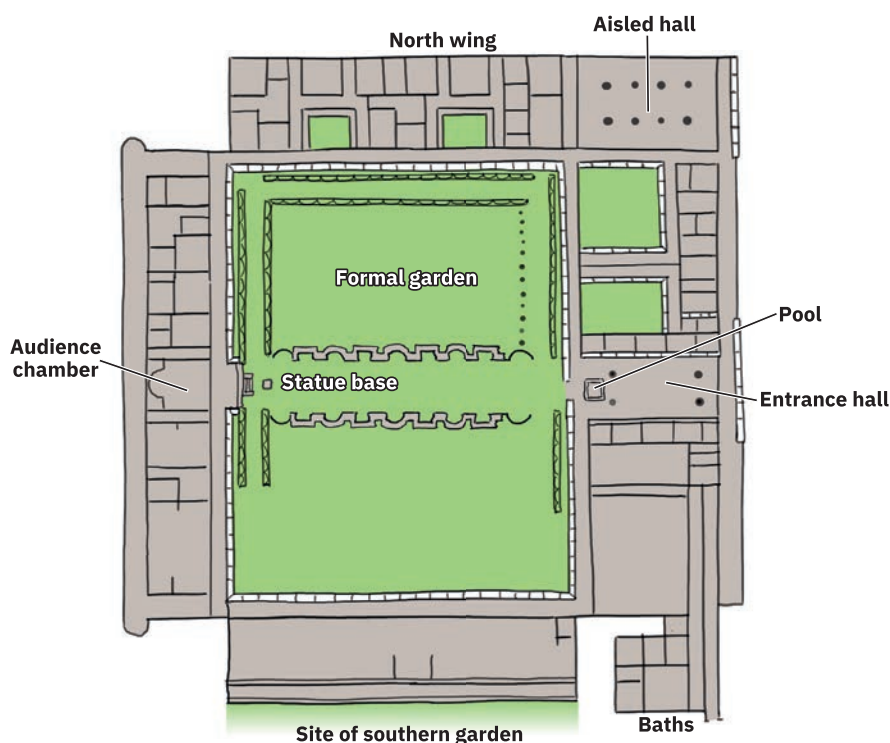 Aisled hall
North wing
Formal garden
Pool
Audience
chamber
Statue base
Entrance hall
Baths
Site of southern garden